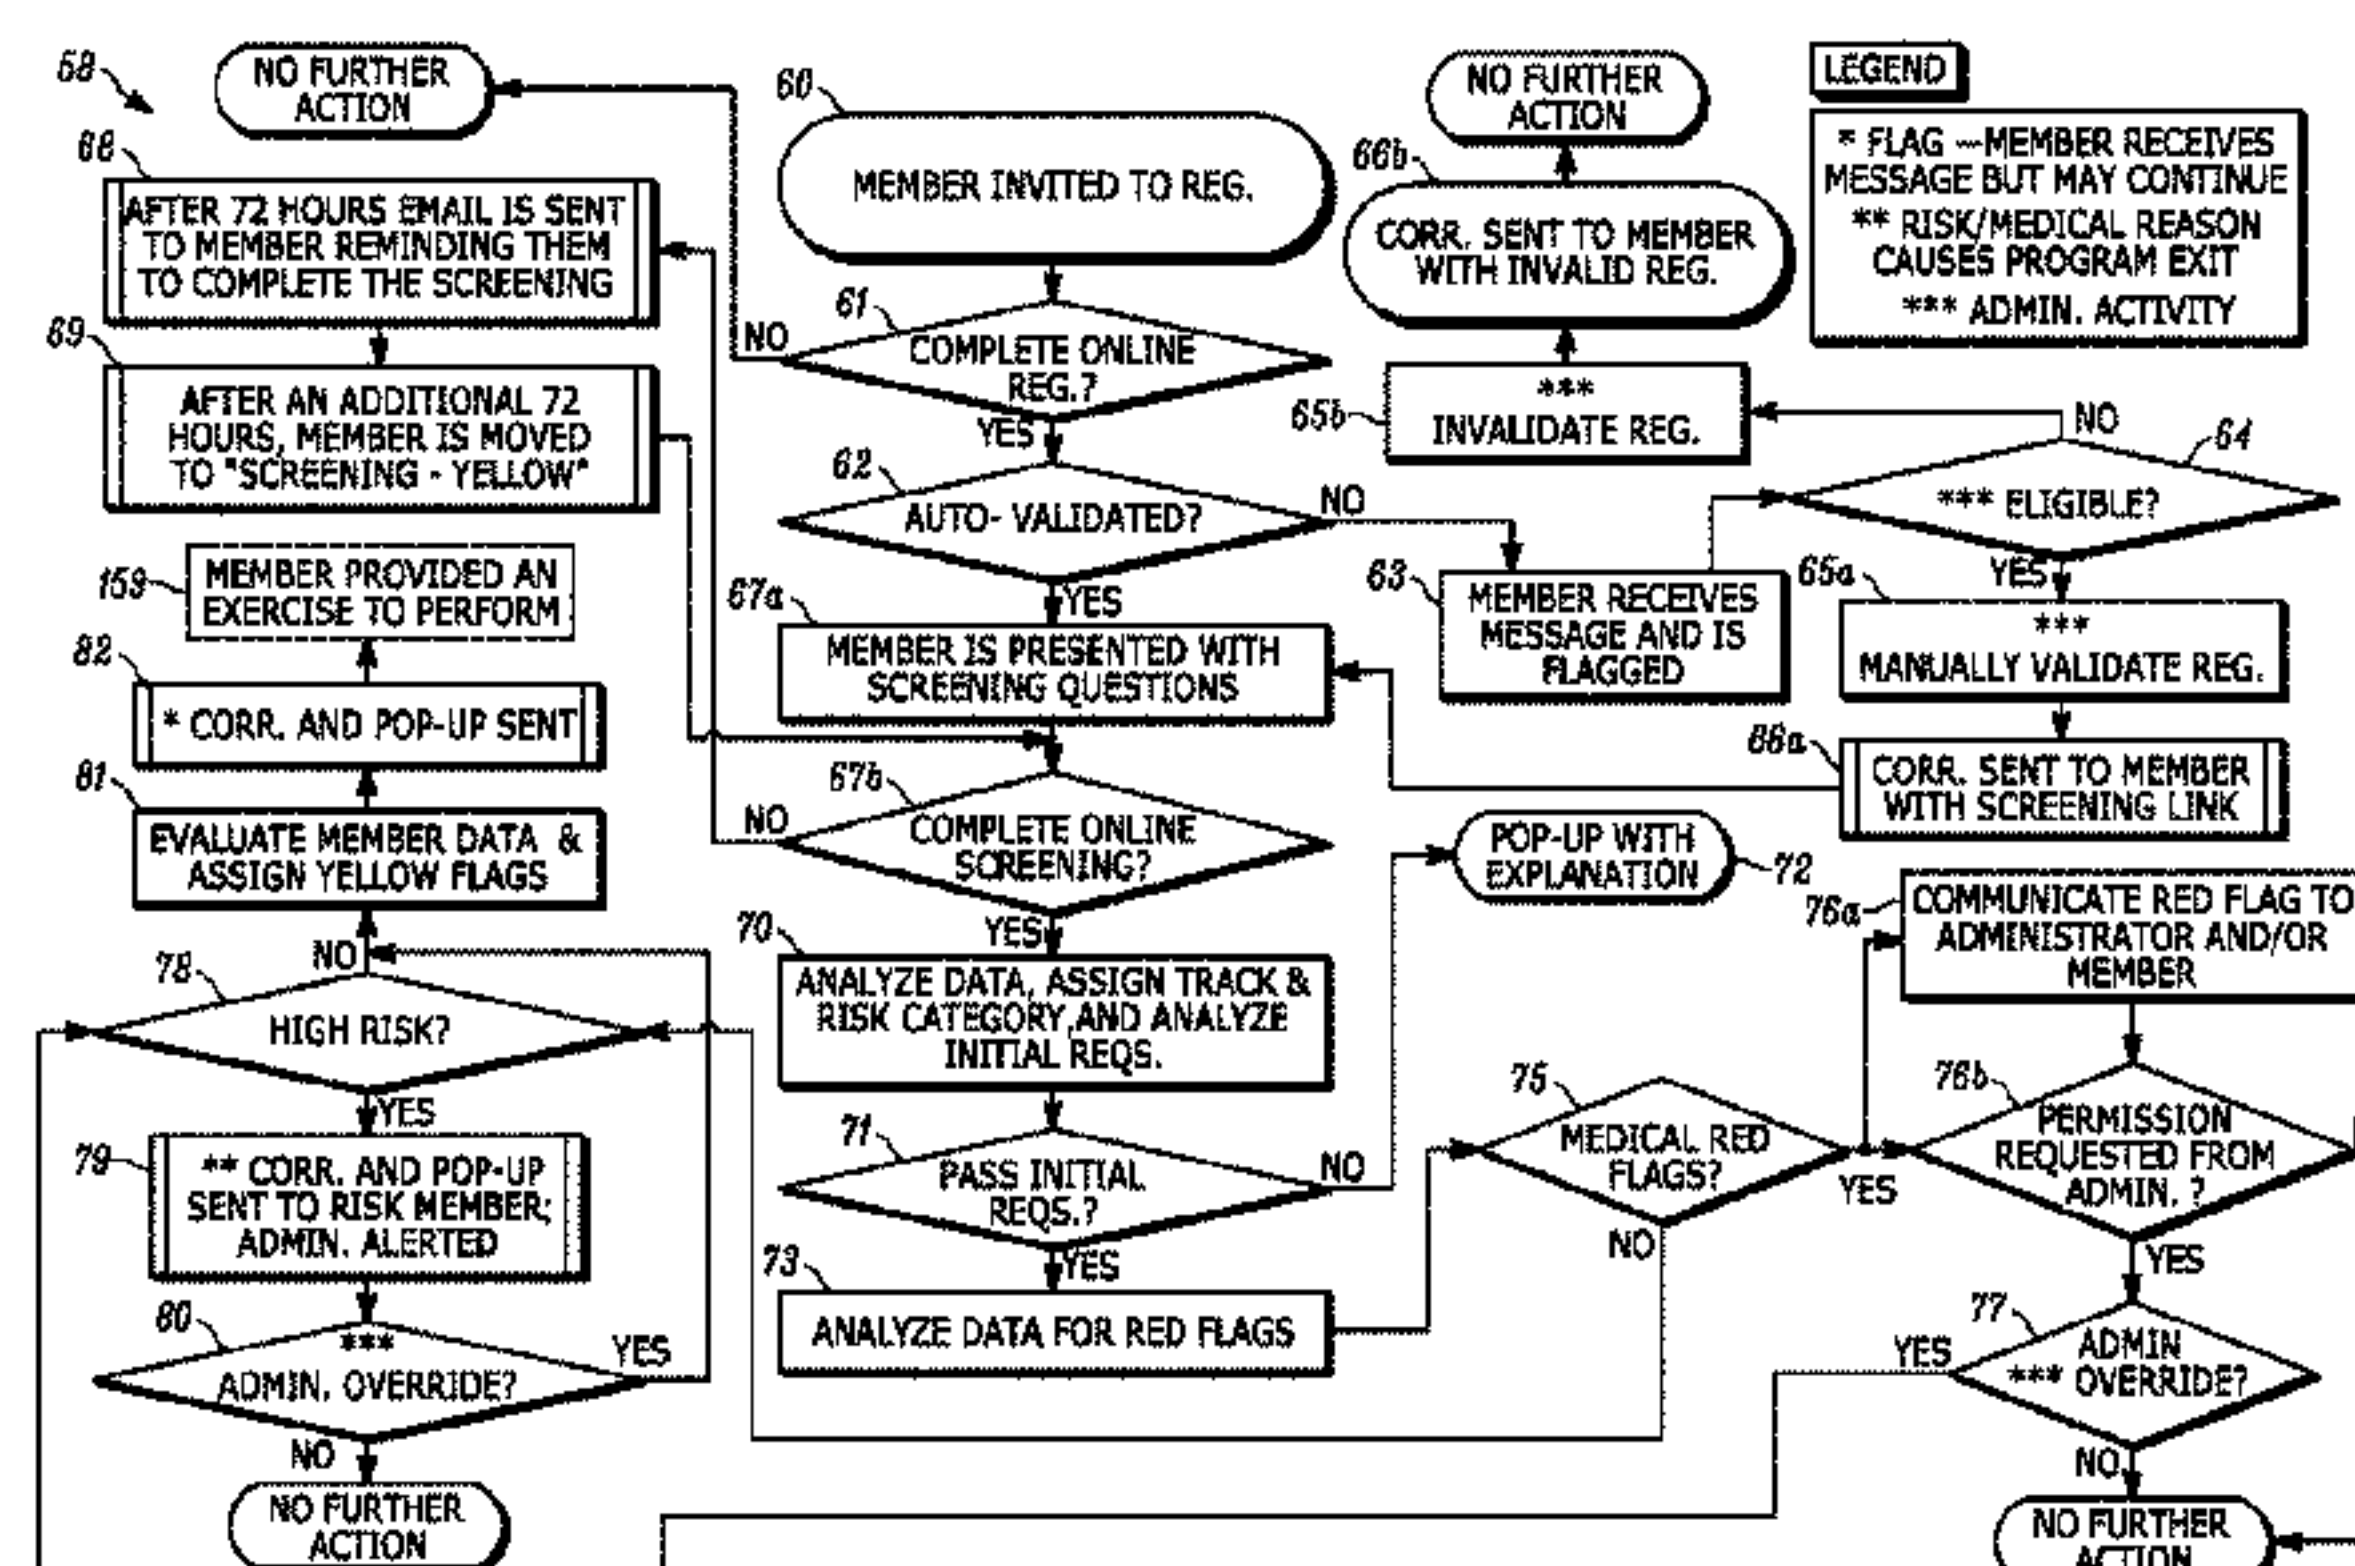 58
NO FURTHER
ACTION
68
AFTER 72 HOURS EMAIL IS SENT
TO MEMBER REMINDING THEM
TO COMPLETE THE SCREENING
69
AFTER AN ADDITIONAL 72
HOURS, MEMBER IS MOVED
TO "SCREENING - YELLOW"
159
MEMBER PROVIDED AN
EXERCISE TO PERFORM
82
* CORR. AND POP-UP SENT
81
EVALUATE MEMBER DATA &
ASSIGN YELLOW FLAGS
NO
78
HIGH RISK?
YES
79
** CORR. AND POP-UP
SENT TO RISK MEMBER;
ADMIN. ALERTED
80
***
ADMIN. OVERRIDE?
YES
NO
NO FURTHER
ACTION
60
MEMBER INVITED TO REG.
61
NO
COMPLETE ONLINE
REG.?
YES
62
AUTO- VALIDATED?
NO
YES
67a
MEMBER IS PRESENTED WITH
SCREENING QUESTIONS
67b
NO
COMPLETE ONLINE
SCREENING?
YES
70
ANALYZE DATA, ASSIGN TRACK &
RISK CATEGORY, AND ANALYZE
INITIAL REQS.
71
PASS INITIAL
REQS.?
NO
YES
73
ANALYZE DATA FOR RED FLAGS
NO FURTHER
ACTION
66b
CORR. SENT TO MEMBER
WITH INVALID REG.
65b
***
INVALIDATE REG.
63
MEMBER RECEIVES
MESSAGE AND IS
FLAGGED
LEGEND
* FLAG --MEMBER RECEIVES
MESSAGE BUT MAY CONTINUE
** RISK/MEDICAL REASON
CAUSES PROGRAM EXIT
*** ADMIN. ACTIVITY
NO
64
*** ELIGIBLE?
YES
65a
***
MANUALLY VALIDATE REG.
66a
CORR. SENT TO MEMBER
WITH SCREENING LINK
POP-UP WITH
EXPLANATION
72
76a
COMMUNICATE RED FLAG TO
ADMINISTRATOR AND/OR
MEMBER
75
MEDICAL RED
FLAGS?
YES
NO
76b
PERMISSION
REQUESTED FROM
ADMIN. ?
YES
77
YES
ADMIN
*** OVERRIDE?
NO
NO FURTHER
ACTION